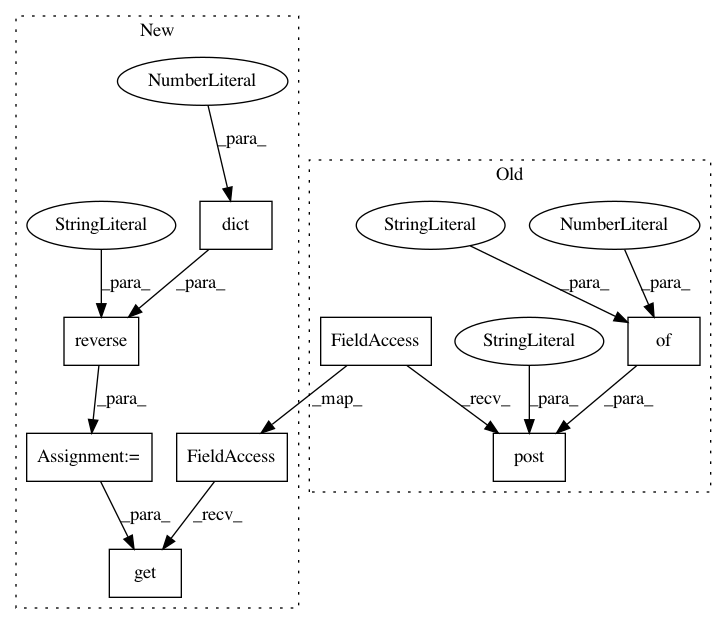 New
NumberLiteral
_para_
Old
StringLiteral
dict
StringLiteral
NumberLiteral
_para_
_para_
_para_
_para_
reverse
FieldAccess
StringLiteral
of
_para_
_map_
_recv_
_para_
_para_
Assignment:=
FieldAccess
post
_para_
_recv_
get